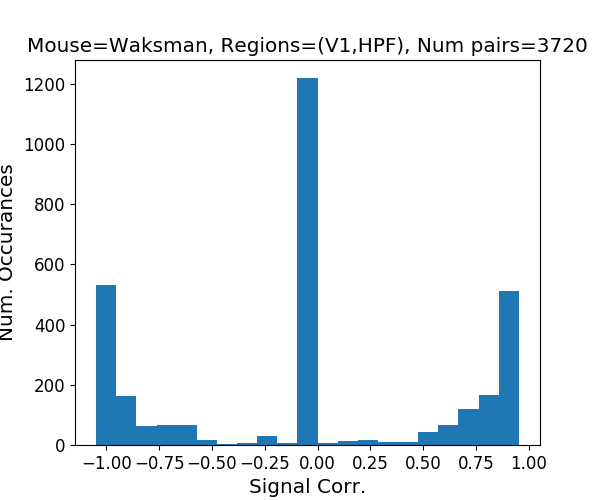 Mouse=Waksman, Regions=(V1,HPF), Num pairs=3720
1200
1000
800
600
400
200
0
Num. Occurances
−1.00 −0.75 −0.50 −0.25 0.00 0.25 0.50 0.75 1.00
Signal Corr.